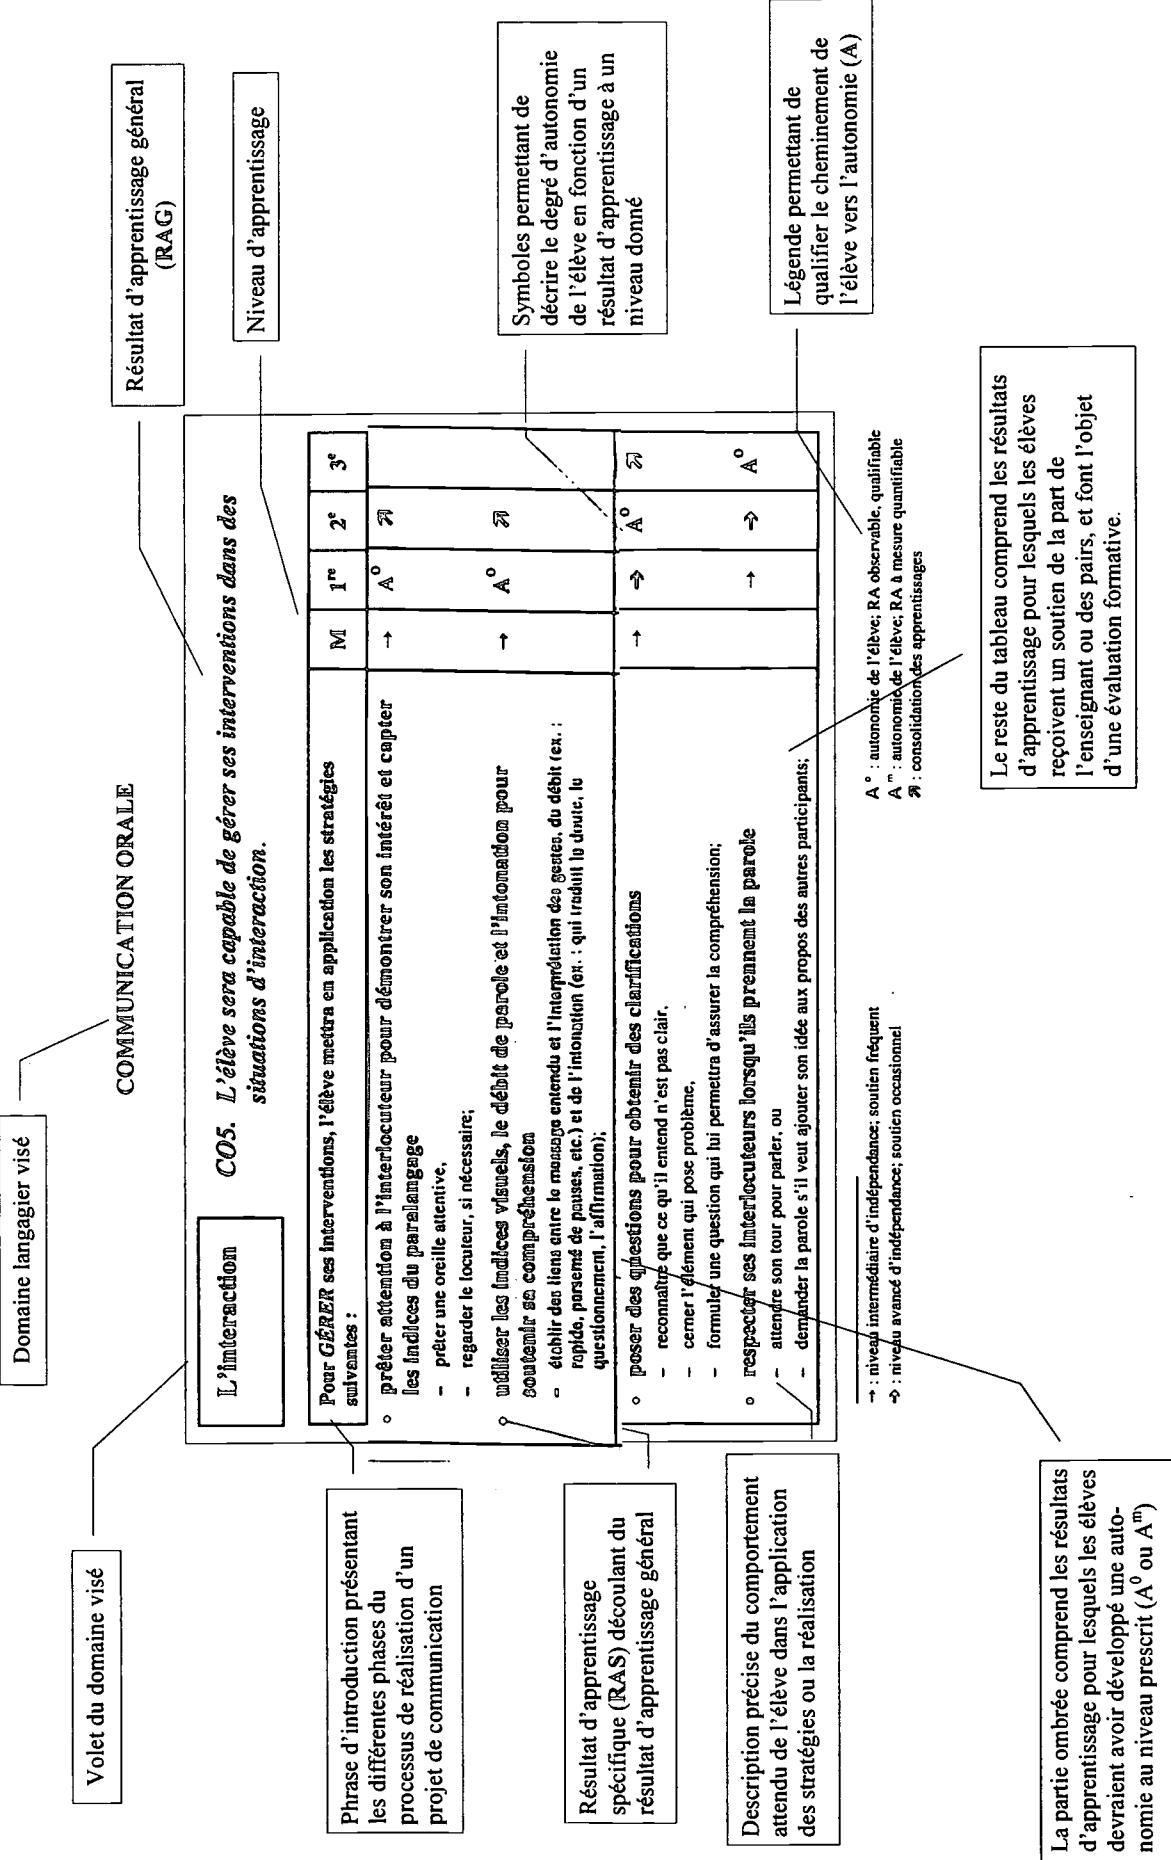 Domaine langagier visé
Volet du domaine visé
COMMUNICATION ORALE
Résultat d'apprentissage général
(RAG)
Niveau d'apprentissage
L'interaction
CO5. L'élève sera capable de gérer ses interventions dans des
situations d'interaction.
Pour GÉRER ses interventions, l'élève mettra en application les stratégies
suivantes :
M 1re 2e 3e
o prêter attention à l'interlocuteur pour démontrer son intérêt et capter → Ao ⇗
les indices du paralangage
– prêter une oreille attentive,
– regarder le locuteur, si nécessaire;
o utiliser les indices visuels, le débit de parole et l'intonation pour → Ao ⇗
soutenir sa compréhension
– établir des liens entre le message entendu et l'interprétation des gestes, du débit (ex. :
rapide, parsemé de pauses, etc.) et de l'intonation (ex. : qui traduit le doute, le
questionnement, l'affirmation);
o poser des questions pour obtenir des clarifications → ➩ Ao ⇗
– reconnaître que ce qu'il entend n'est pas clair,
– cerner l'élément qui pose problème,
– formuler une question qui lui permettra d'assurer la compréhension;
o respecter ses interlocuteurs lorsqu'ils prennent la parole → ➩ Ao
– attendre son tour pour parler, ou
– demander la parole s'il veut ajouter son idée aux propos des autres participants;
→ : niveau intermédiaire d'indépendance; soutien fréquent
➩ : niveau avancé d'indépendance; soutien occasionnel
A o : autonomie de l'élève; RA observable, qualifiable
A m : autonomie de l'élève; RA à mesure quantifiable
⇗ : consolidation des apprentissages
Phrase d'introduction présentant
les différentes phases du
processus de réalisation d'un
projet de communication
Résultat d'apprentissage
spécifique (RAS) découlant du
résultat d'apprentissage général
Description précise du comportement
attendu de l'élève dans l'application
des stratégies ou la réalisation
La partie ombrée comprend les résultats
d'apprentissage pour lesquels les élèves
devraient avoir développé une auto-
nomie au niveau prescrit (A0 ou Am)
Symboles permettant de
décrire le degré d'autonomie
de l'élève en fonction d'un
résultat d'apprentissage à un
niveau donné
Légende permettant de
qualifier le cheminement de
l'élève vers l'autonomie (A)
Le reste du tableau comprend les résultats
d'apprentissage pour lesquels les élèves
reçoivent un soutien de la part de
l'enseignant ou des pairs, et font l'objet
d'une évaluation formative.